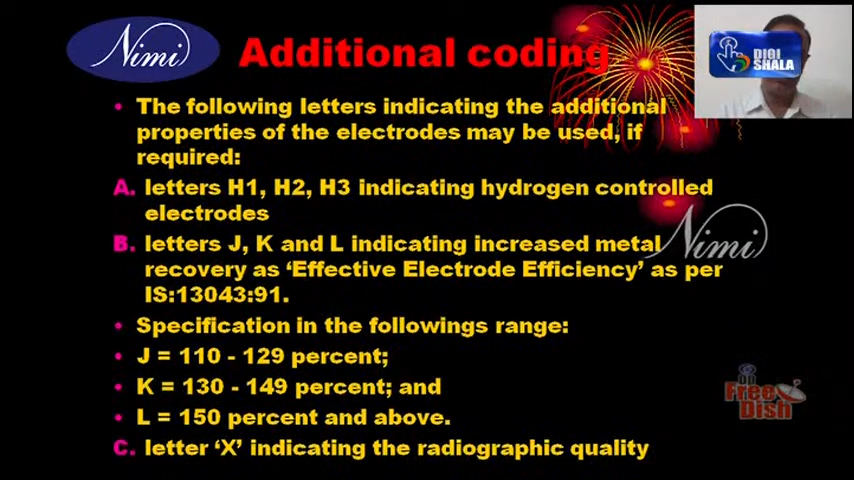 Nimi
Additional coding
DIGI
SHALA
• The following letters indicating the additional
properties of the electrodes may be used, if
required:
A. letters H1, H2, H3 indicating hydrogen controlled
electrodes
B. letters J, K and L indicating increased metal
recovery as ‘Effective Electrode Efficiency’ as per
IS:13043:91.
Nimi
• Specification in the followings range:
• J = 110 - 129 percent;
• K = 130 - 149 percent; and
• L = 150 percent and above.
C. letter ‘X’ indicating the radiographic quality
Free
Dish